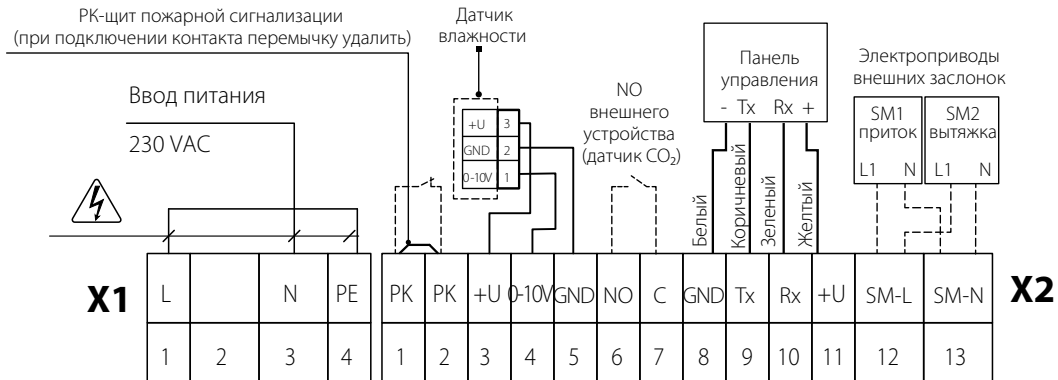 РК-щит пожарной сигнализации
(при подключении контакта перемычку удалить)
Датчик
влажности
Ввод питания
230 VAC
+U 3
GND 2
0-10V 1
NO
внешнего
устройства
(датчик CO₂)
Панель
управления
- Tx Rx +
Белый
Коричневый
Зеленый
Желтый
Электроприводы
внешних заслонок
SM1
приток
L1 N
SM2
вытяжка
L1 N
X1
L N PE
1 2 3 4
PK PK +U 0-10V GND NO C GND Tx Rx +U SM-L SM-N
1 2 3 4 5 6 7 8 9 10 11 12 13
X2